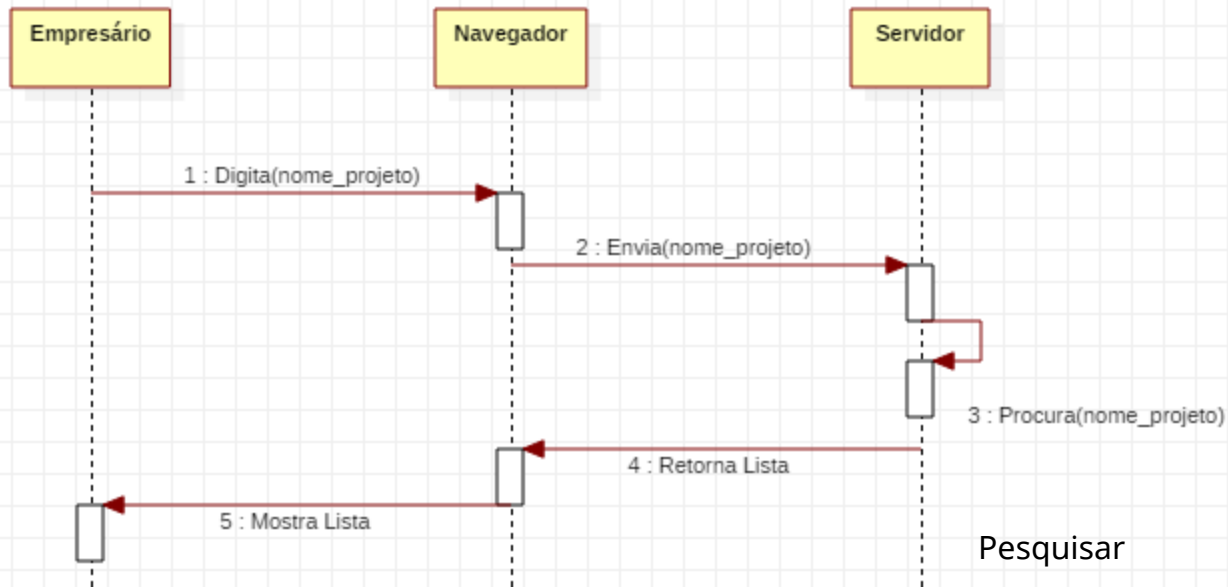 Empresário
Navegador
Servidor
1 : Digita(nome_projeto)
2 : Envia(nome_projeto)
3 : Procura(nome_projeto)
4 : Retorna Lista
5 : Mostra Lista
Pesquisar